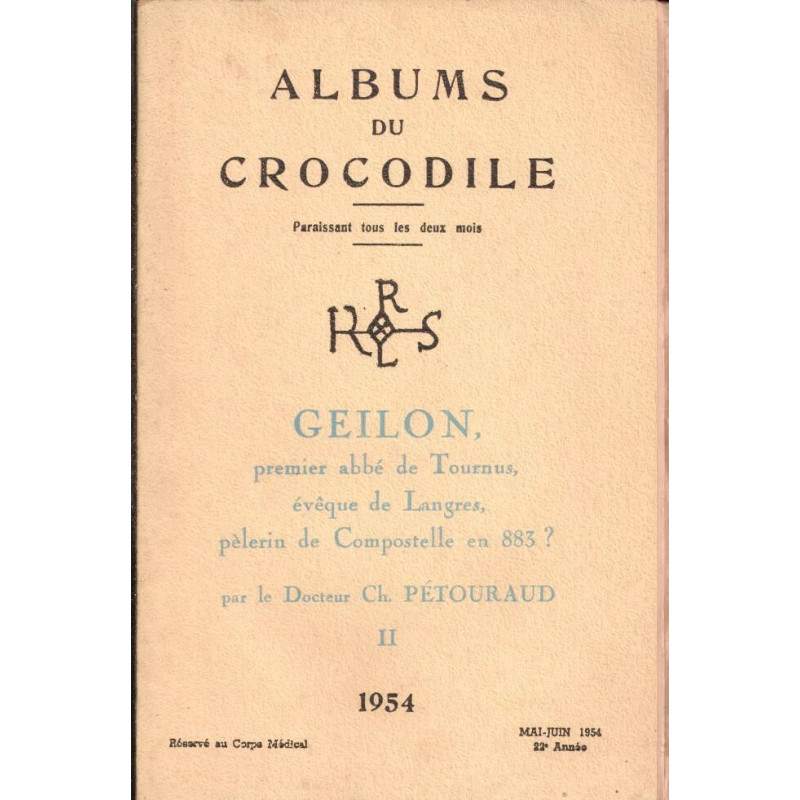 ALBUMS
DU
CROCODILE
Paraissant tous les deux mois
R
K S
L
GEILON,
premier abbé de Tournus,
évêque de Langres,
pèlerin de Compostelle en 883 ?
par le Docteur Ch. PÉTOURAUD
II
1954
Réservé au Corps Médical
MAI-JUIN 1954
22e Année